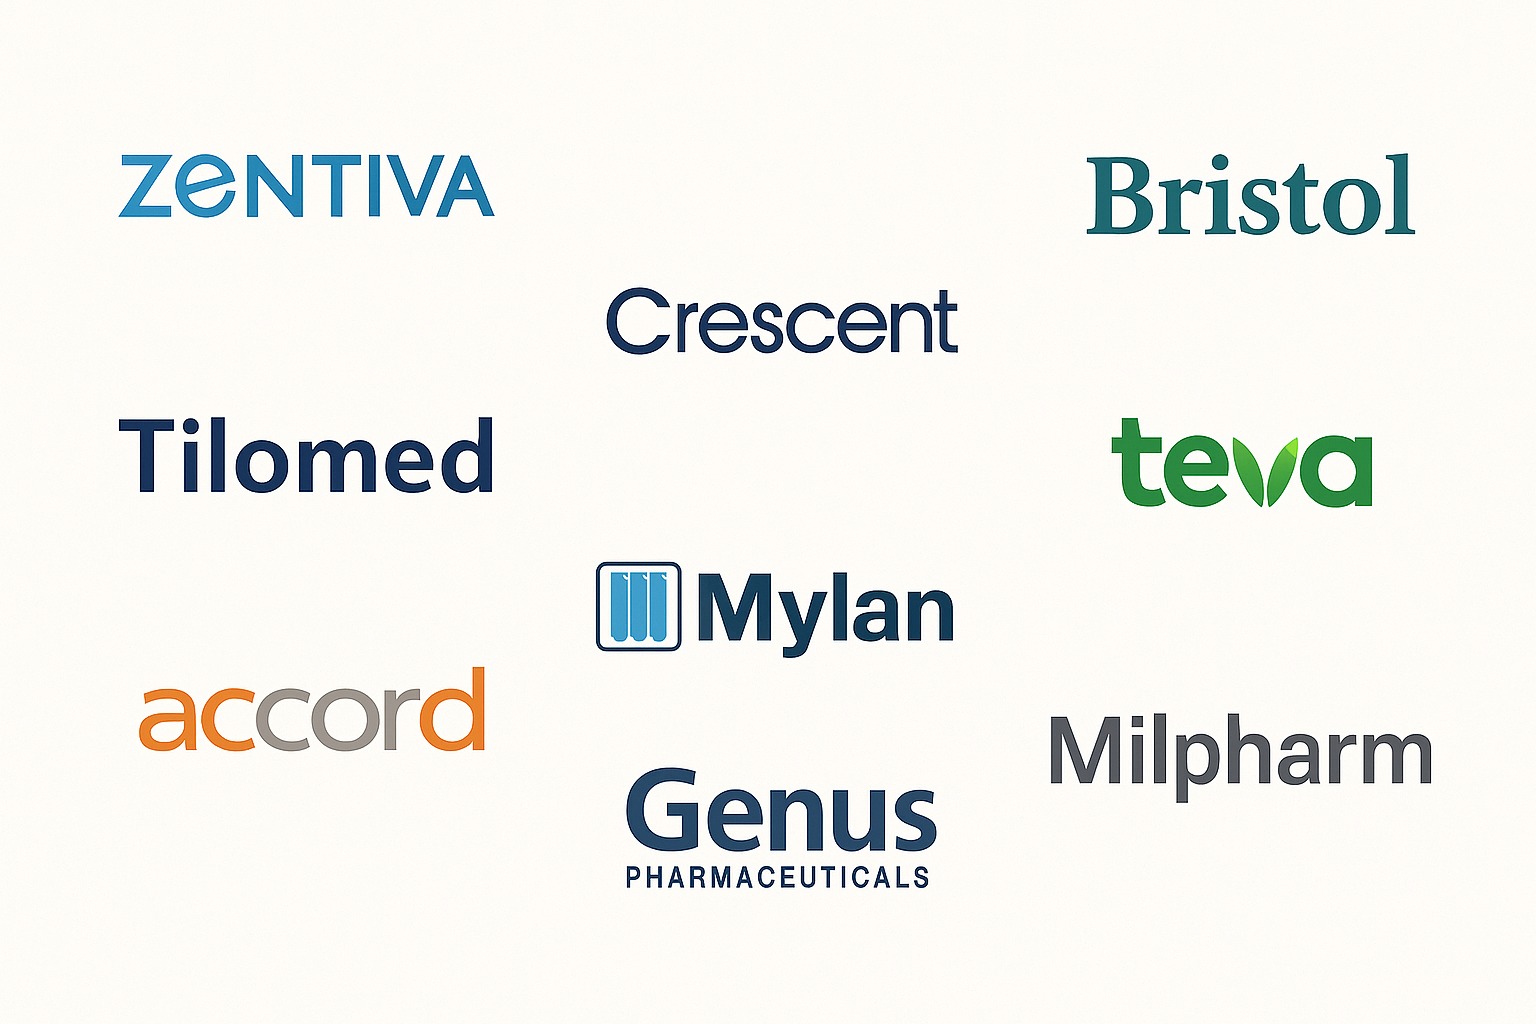 ZeNTIVA
Bristol
Crescent
Tilomed
teva
Mylan
accord
Milpharm
Genus
PHARMACEUTICALS